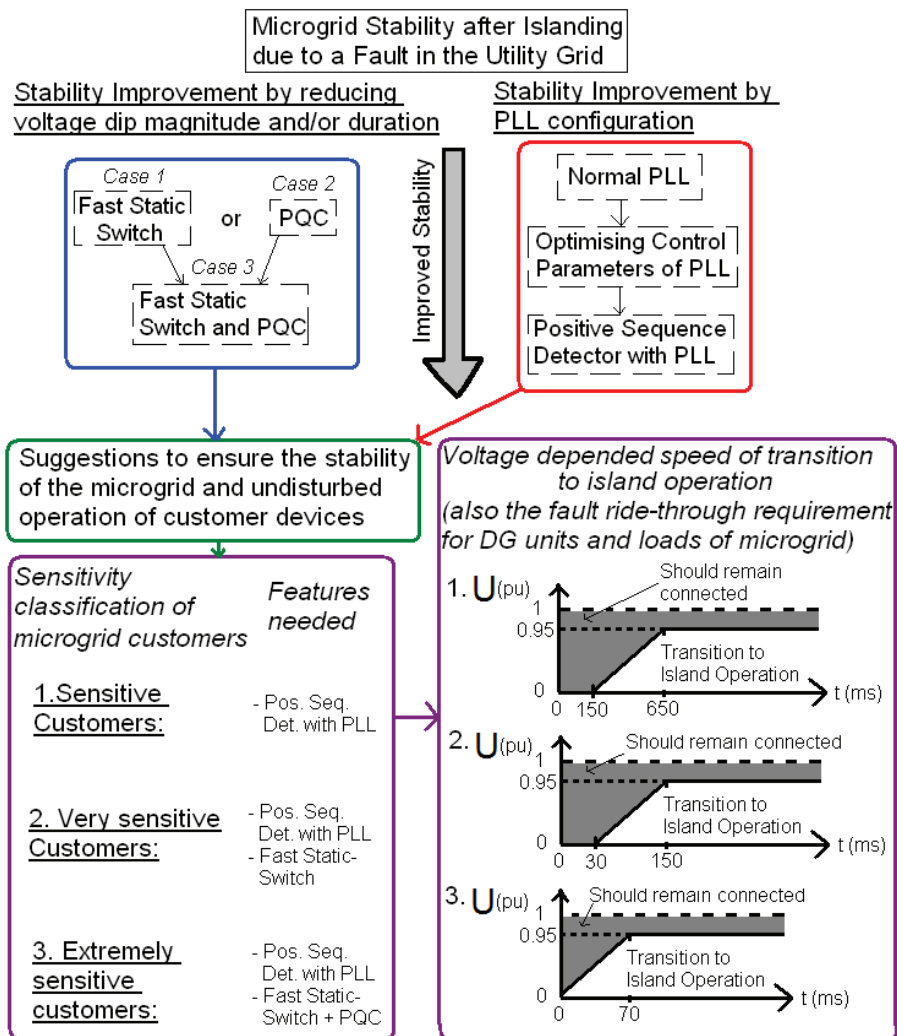 Microgrid Stability after Islanding
due to a Fault in the Utility Grid
Stability Improvement by reducing
voltage dip magnitude and/or duration
Stability Improvement by
PLL configuration
Case 1
Fast Static
Switch
or
Case 2
PQC
Case 3
Fast Static
Switch and PQC
Improved Stability
Normal PLL
Optimising Control
Parameters of PLL
Positive Sequence
Detector with PLL
Suggestions to ensure the stability
of the microgrid and undisturbed
operation of customer devices
Sensitivity
classification of
microgrid customers
Features
needed
1.Sensitive
Customers:
- Pos. Seq.
Det. with PLL
2. Very sensitive
Customers:
- Pos. Seq.
Det. with PLL
- Fast Static-
Switch
3. Extremely
sensitive
customers:
- Pos. Seq.
Det. with PLL
- Fast Static-
Switch + PQC
Voltage depended speed of transition
to island operation
(also the fault ride-through requirement
for DG units and loads of microgrid)
1. U(pu)
Should remain
connected
1
0.95
Transition to
Island Operation
0
0 150 650
t (ms)
2. U(pu)
Should remain connected
1
0.95
Transition to
Island Operation
0
0 30 150
t (ms)
3. U(pu)
Should remain connected
1
0.95
Transition to
Island Operation
0
0 70
t (ms)